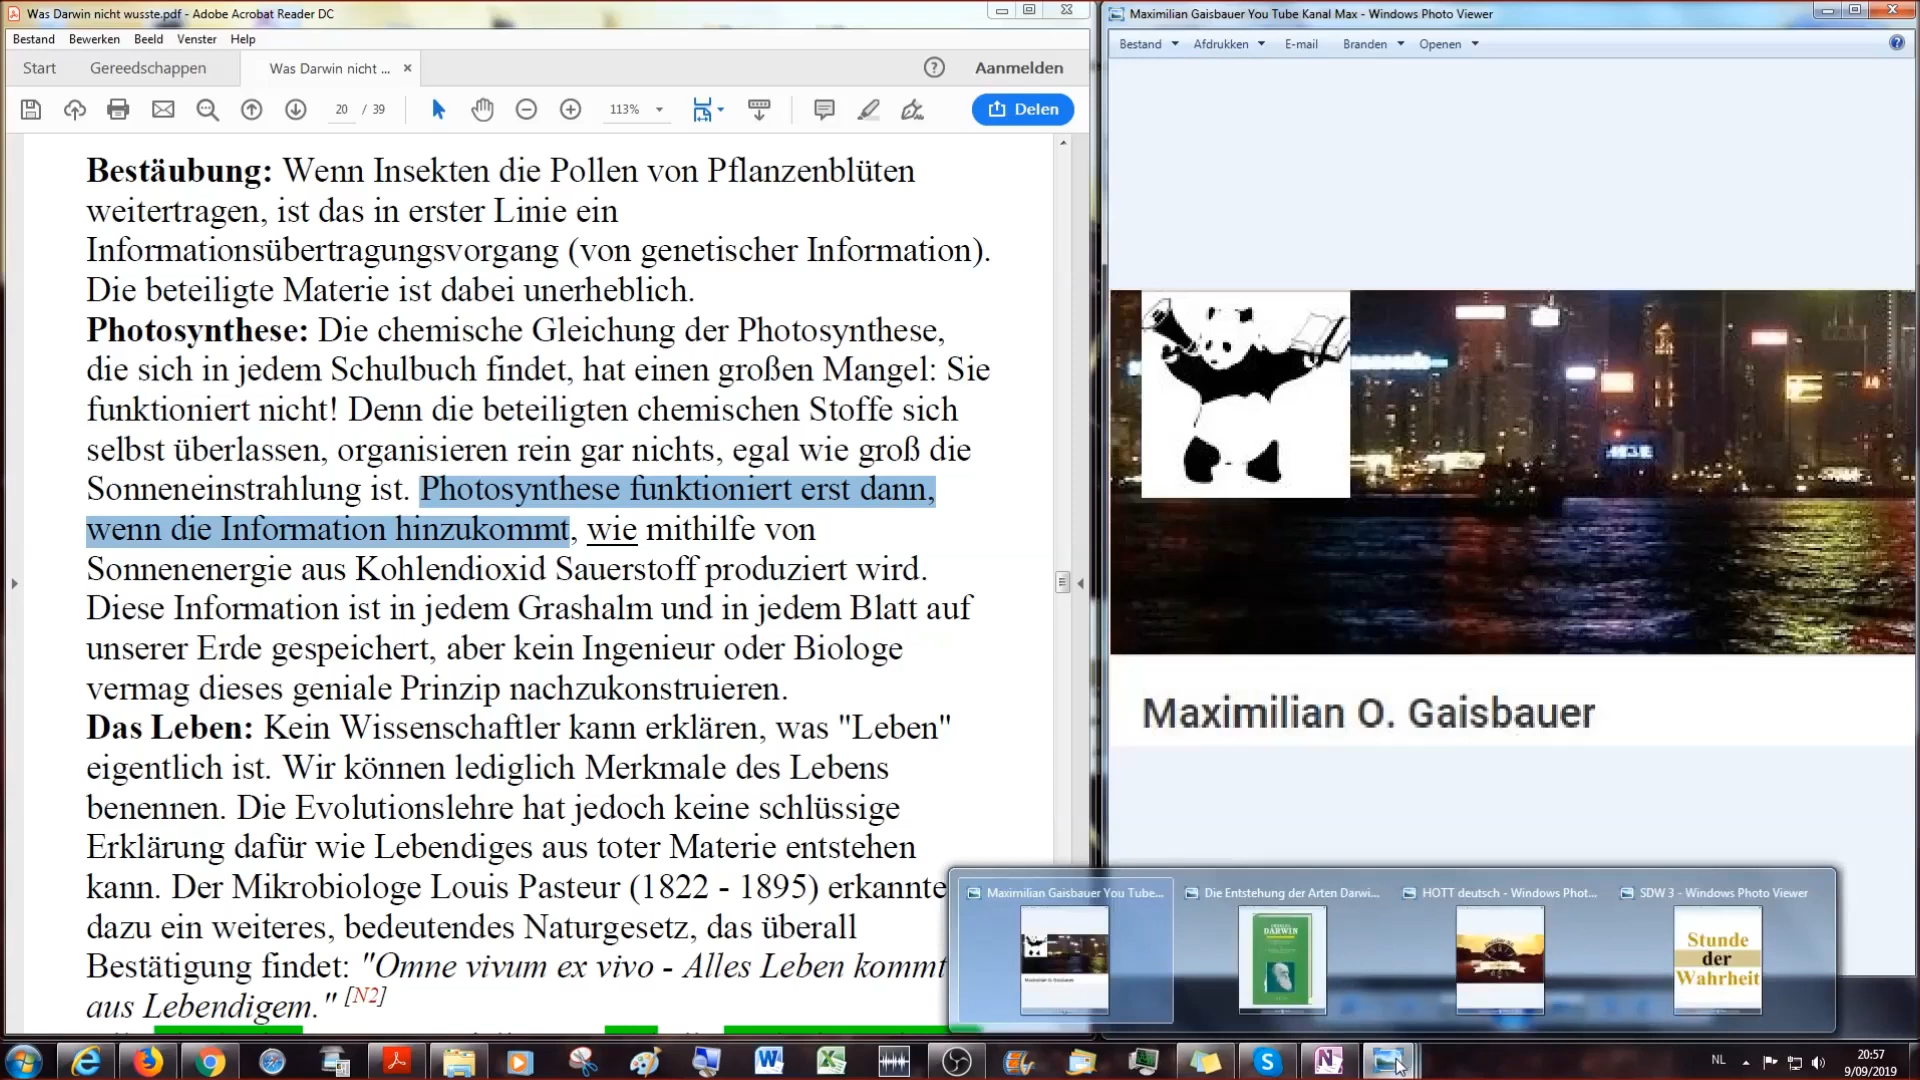 Was Darwin nicht wusste.pdf - Adobe Acrobat Reader DC
Bestand Bewerken Beeld Venster Help
Start Gereedschappen Was Darwin nicht ... × Aanmelden
20 / 39 113% Delen
Bestäubung: Wenn Insekten die Pollen von Pflanzenblüten
weitertragen, ist das in erster Linie ein
Informationsübertragungsvorgang (von genetischer Information).
Die beteiligte Materie ist dabei unerheblich.
Photosynthese: Die chemische Gleichung der Photosynthese,
die sich in jedem Schulbuch findet, hat einen großen Mangel: Sie
funktioniert nicht! Denn die beteiligten chemischen Stoffe sich
selbst überlassen, organisieren rein gar nichts, egal wie groß die
Sonneneinstrahlung ist. Photosynthese funktioniert erst dann,
wenn die Information hinzukommt, wie mithilfe von
Sonnenenergie aus Kohlendioxid Sauerstoff produziert wird.
Diese Information ist in jedem Grashalm und in jedem Blatt auf
unserer Erde gespeichert, aber kein Ingenieur oder Biologe
vermag dieses geniale Prinzip nachzukonstruieren.
Das Leben: Kein Wissenschaftler kann erklären, was "Leben"
eigentlich ist. Wir können lediglich Merkmale des Lebens
benennen. Die Evolutionslehre hat jedoch keine schlüssige
Erklärung dafür wie Lebendiges aus toter Materie entstehen
kann. Der Mikrobiologe Louis Pasteur (1822 - 1895) erkannte
dazu ein weiteres, bedeutendes Naturgesetz, das überall
Bestätigung findet: "Omne vivum ex vivo - Alles Leben kommt
aus Lebendigem." [N2]
Maximilian Gaisbauer You Tube Kanal Max - Windows Photo Viewer
Bestand Afdrukken E-mail Branden Openen
Maximilian O. Gaisbauer
Maximilian Gaisbauer You Tube... Die Entstehung der Arten Darwi... HOTT deutsch - Windows Phot... SDW 3 - Windows Photo Viewer
DARWIN
Stunde
der
Wahrheit
NL 20:57
9/09/2019